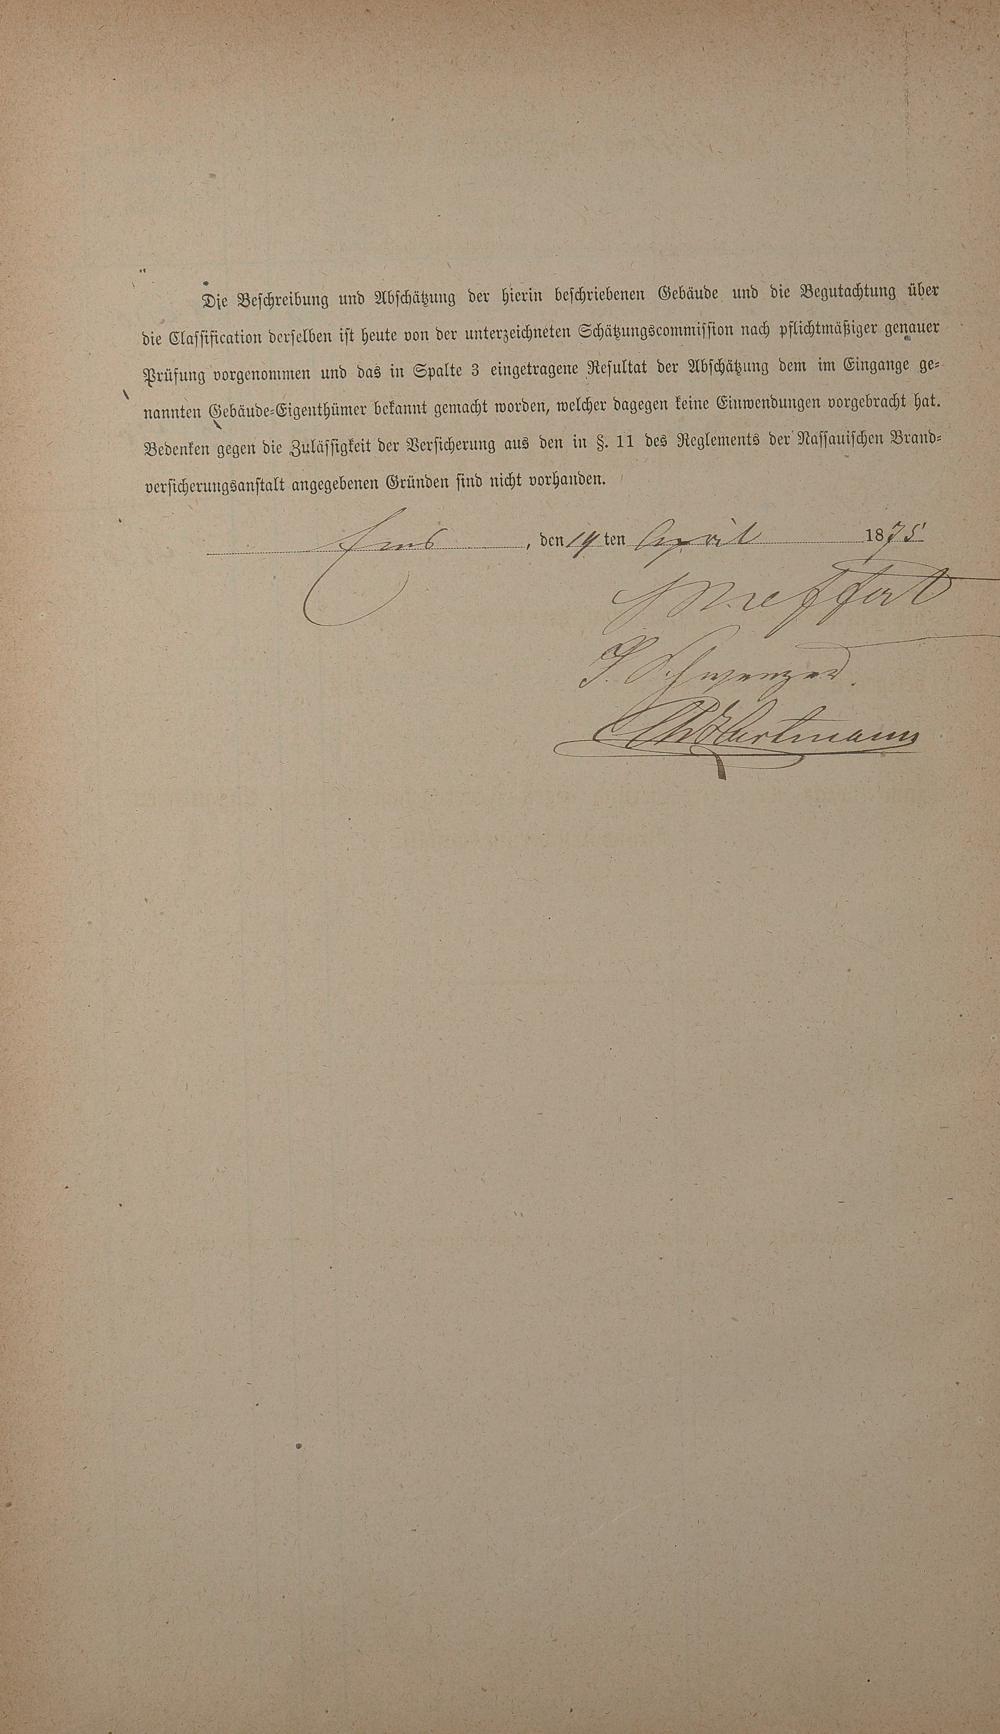 Die Beschreibung und Abschätzung der hierin beschriebenen Gebäude und die Begutachtung über
die Classification derselben ist heute von der unterzeichneten Schätzungscommission nach pflichtmäßiger genauer
Prüfung vorgenommen und das in Spalte 3 eingetragene Resultat der Abschätzung dem im Eingange ge-
nannten Gebäude-Eigenthümer bekannt gemacht worden, welcher dagegen keine Einwendungen vorgebracht hat.
Bedenken gegen die Zulässigkeit der Versicherung aus den in §. 11 des Reglements der Nassauischen Brand-
versicherungsanstalt angegebenen Gründen sind nicht vorhanden.
Ems, den 14 ten April 1875
Meffert
Schwenzer
Hartmann